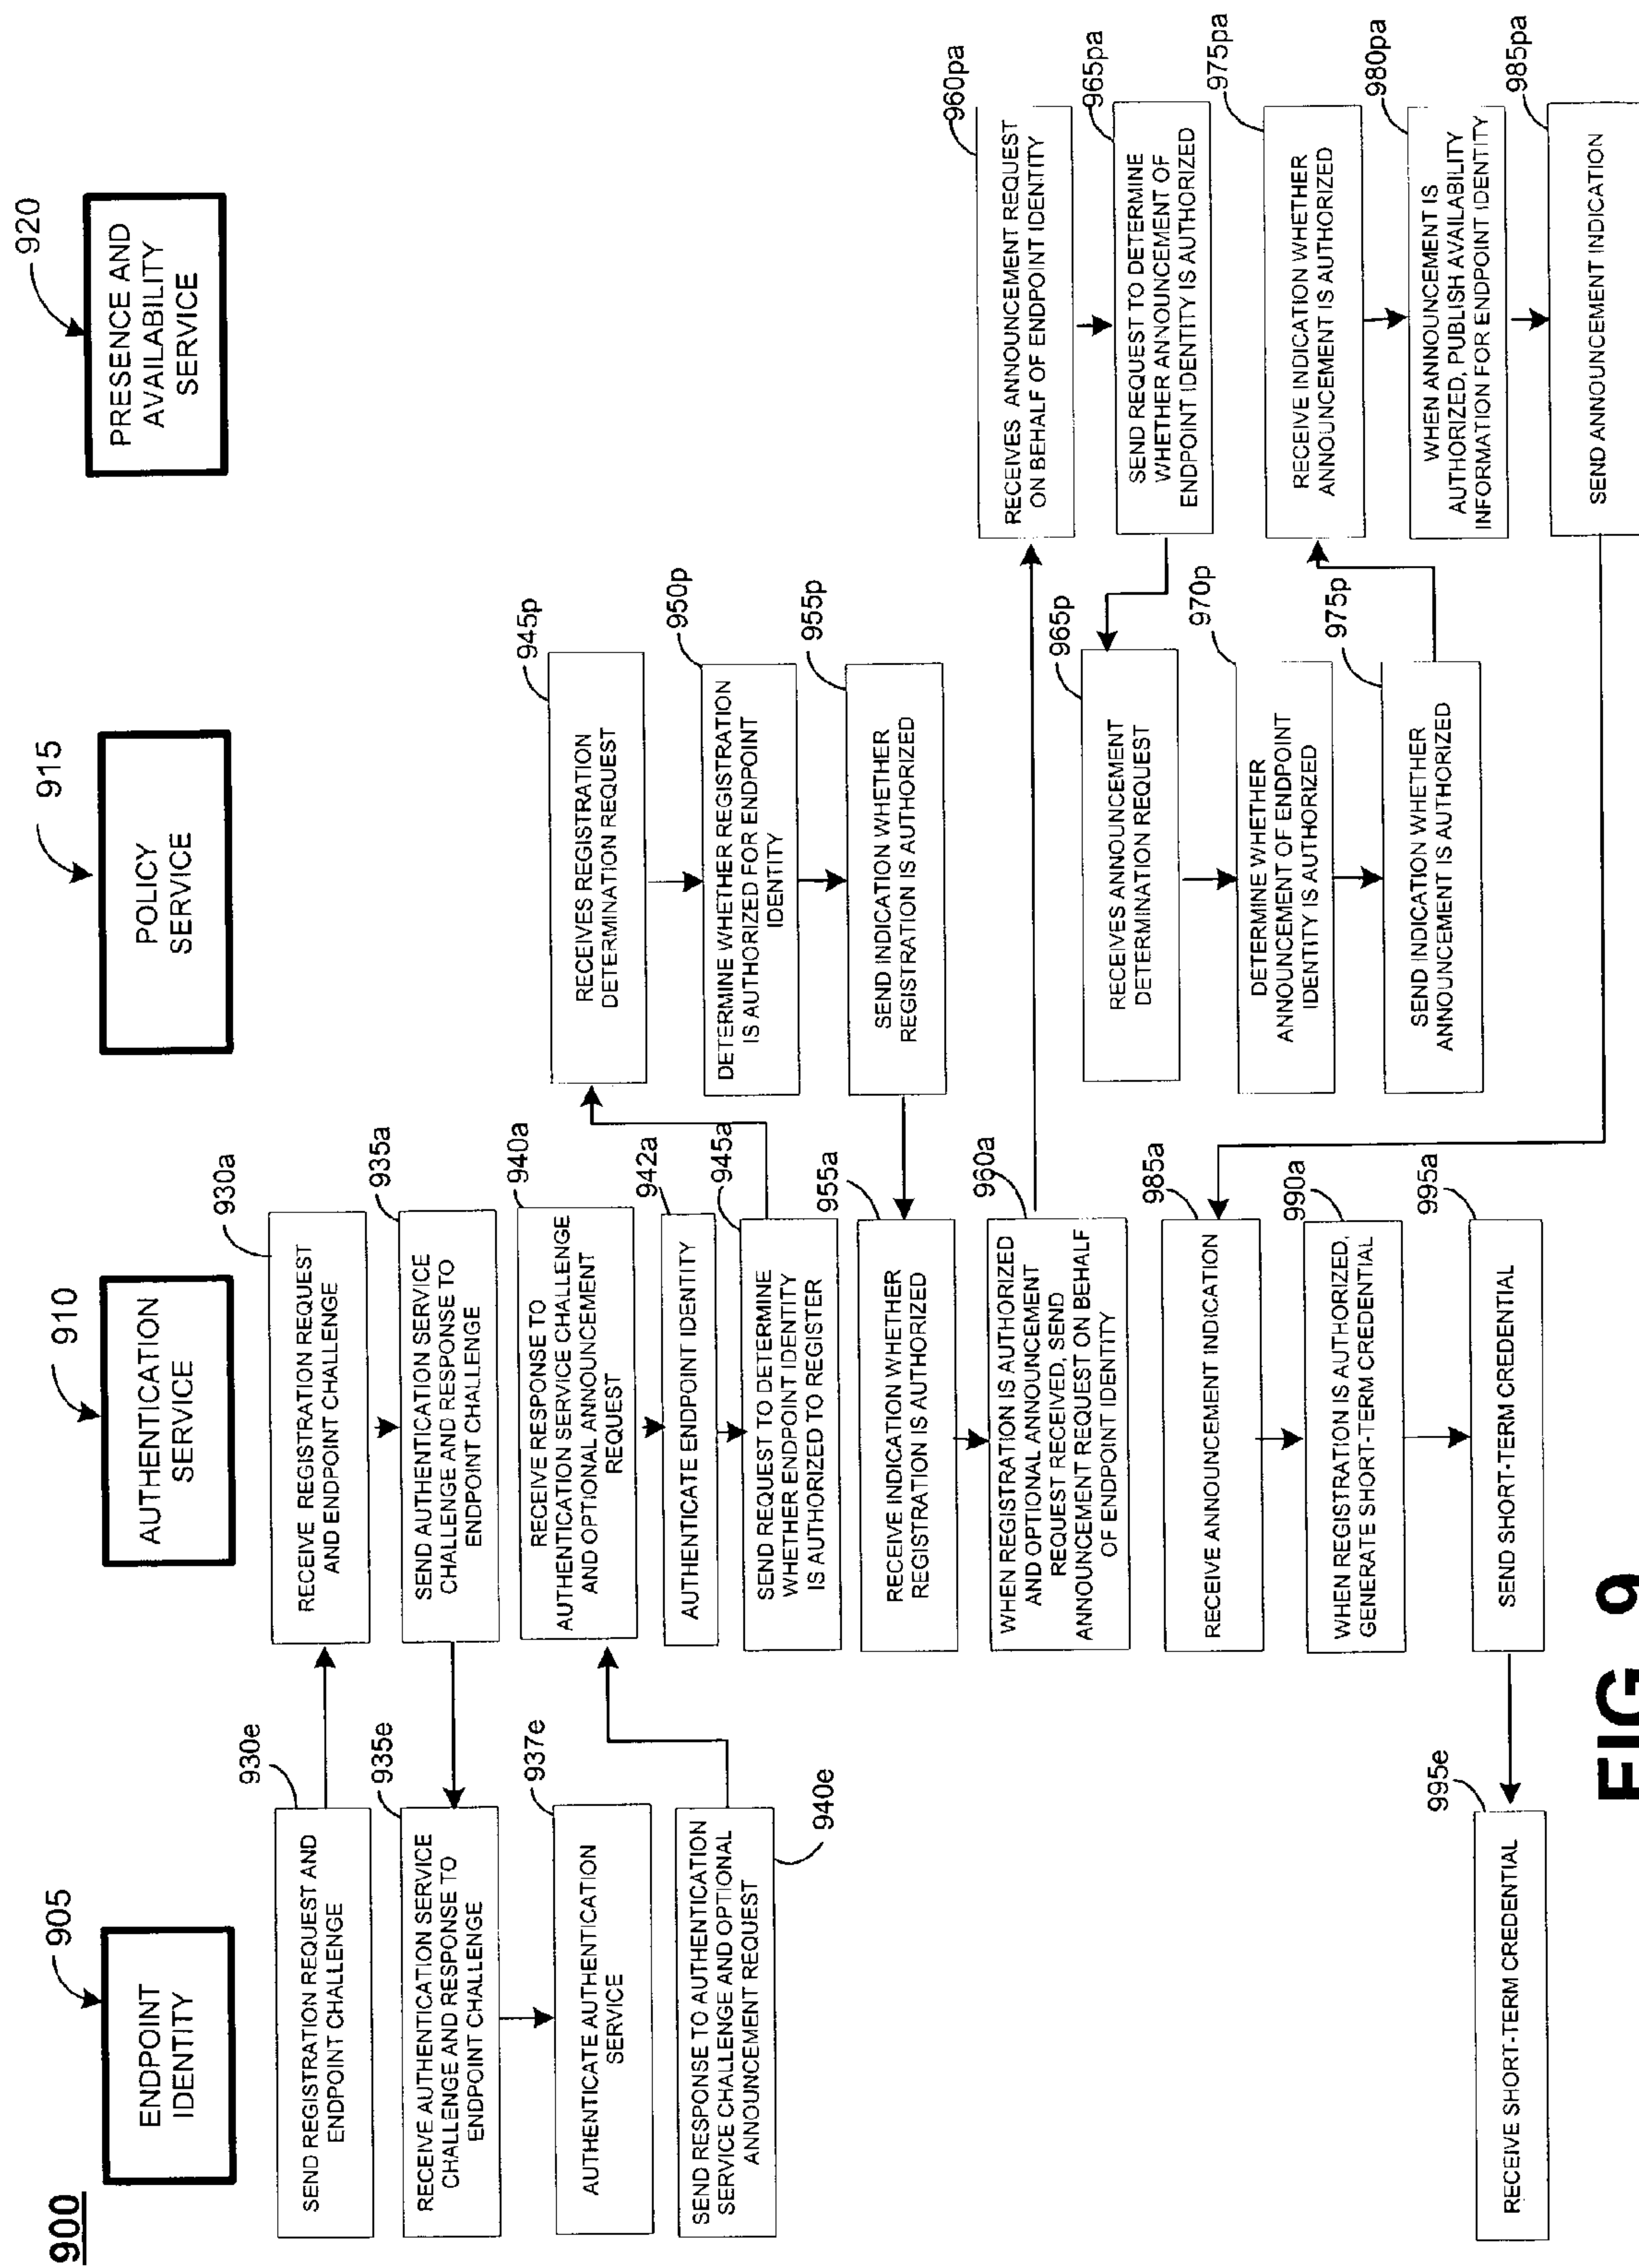 900
905
ENDPOINT
IDENTITY
910
AUTHENTICATION
SERVICE
915
POLICY
SERVICE
920
PRESENCE AND
AVAILABILITY
SERVICE
930e
SEND REGISTRATION REQUEST AND
ENDPOINT CHALLENGE
930a
RECEIVE REGISTRATION REQUEST
AND ENDPOINT CHALLENGE
935a
SEND AUTHENTICATION SERVICE
CHALLENGE AND RESPONSE TO
ENDPOINT CHALLENGE
935e
RECEIVE AUTHENTICATION SERVICE
CHALLENGE AND RESPONSE TO
ENDPOINT CHALLENGE
937e
AUTHENTICATE AUTHENTICATION
SERVICE
940e
SEND RESPONSE TO AUTHENTICATION
SERVICE CHALLENGE AND OPTIONAL
ANNOUNCEMENT REQUEST
940a
RECEIVE RESPONSE TO
AUTHENTICATION SERVICE CHALLENGE
AND OPTIONAL ANNOUNCEMENT
REQUEST
942a
AUTHENTICATE ENDPOINT IDENTITY
945a
SEND REQUEST TO DETERMINE
WHETHER ENDPOINT IDENTITY
IS AUTHORIZED TO REGISTER
945p
RECEIVES REGISTRATION
DETERMINATION REQUEST
950p
DETERMINE WHETHER REGISTRATION
IS AUTHORIZED FOR ENDPOINT
IDENTITY
955p
SEND INDICATION WHETHER
REGISTRATION IS AUTHORIZED
955a
RECEIVE INDICATION WHETHER
REGISTRATION IS AUTHORIZED
960a
WHEN REGISTRATION IS AUTHORIZED
AND OPTIONAL ANNOUNCEMENT
REQUEST RECEIVED, SEND
ANNOUNCEMENT REQUEST ON BEHALF
OF ENDPOINT IDENTITY
960pa
RECEIVES ANNOUNCEMENT REQUEST
ON BEHALF OF ENDPOINT IDENTITY
965pa
SEND REQUEST TO DETERMINE
WHETHER ANNOUNCEMENT OF
ENDPOINT IDENTITY IS AUTHORIZED
965p
RECEIVES ANNOUNCEMENT
DETERMINATION REQUEST
970p
DETERMINE WHETHER
ANNOUNCEMENT OF ENDPOINT
IDENTITY IS AUTHORIZED
975p
SEND INDICATION WHETHER
ANNOUNCEMENT IS AUTHORIZED
975pa
RECEIVE INDICATION WHETHER
ANNOUNCEMENT IS AUTHORIZED
980pa
WHEN ANNOUNCEMENT IS
AUTHORIZED, PUBLISH AVAILABILITY
INFORMATION FOR ENDPOINT IDENTITY
985pa
SEND ANNOUNCEMENT INDICATION
985a
RECEIVE ANNOUNCEMENT INDICATION
990a
WHEN REGISTRATION IS AUTHORIZED,
GENERATE SHORT-TERM CREDENTIAL
995a
SEND SHORT-TERM CREDENTIAL
995e
RECEIVE SHORT-TERM CREDENTIAL
FIG 9